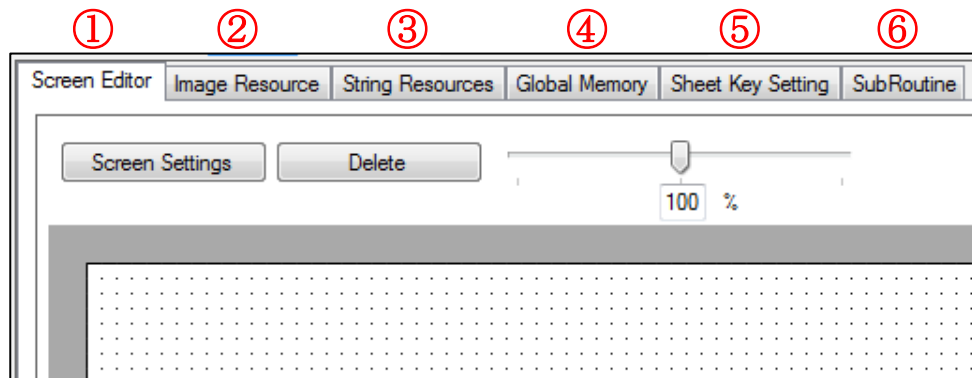 ① ② ③ ④ ⑤ ⑥
Screen Editor Image Resource String Resources Global Memory Sheet Key Setting SubRoutine
Screen Settings Delete
100 %